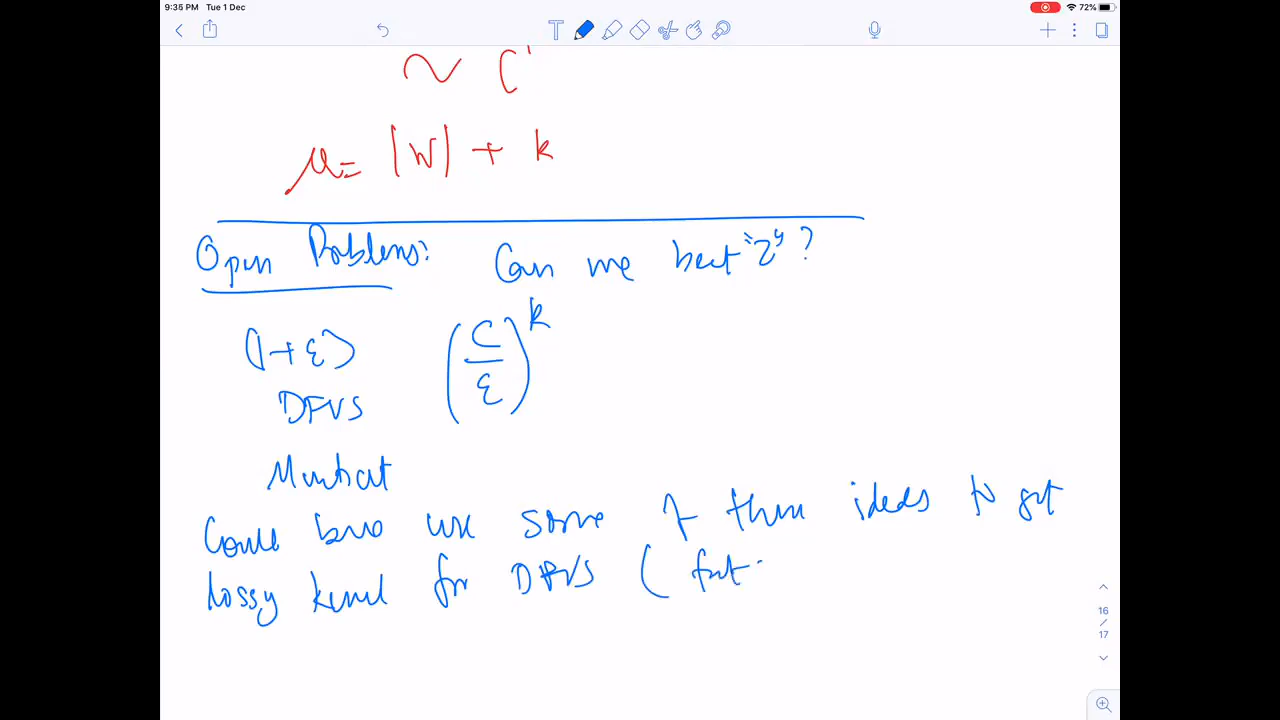 9:36 PM Tue 1 Dec
72%
T
~ C'
μ = |W| + k
Open Problems: Can we beat "2"?
(1+ε) (C/ε)^k
DFVS
Multicut
Could use some of these ideas to get
lossy kernel for DFVS (
16
/
17